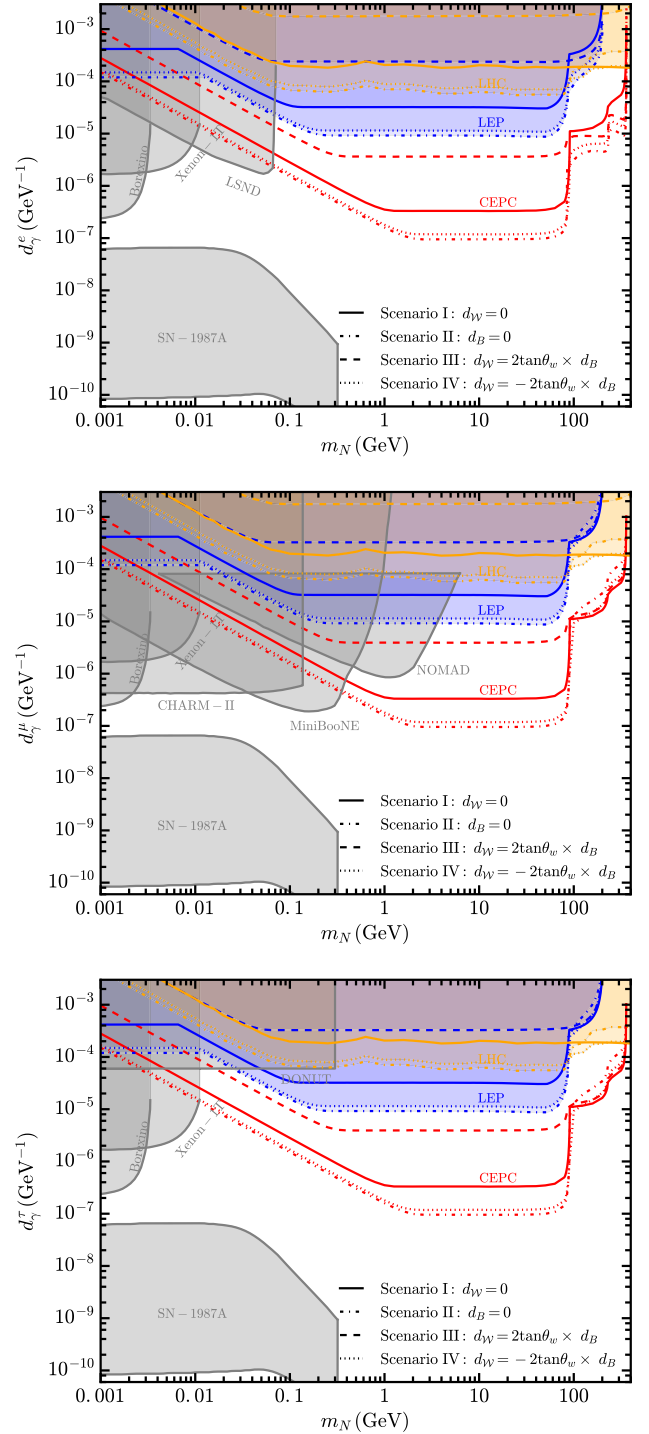 10⁻³
10⁻⁴
10⁻⁵
10⁻⁶
10⁻⁷
10⁻⁸
10⁻⁹
10⁻¹⁰
d_γ^e (GeV⁻¹)
LHC
LEP
Borexino
Xenon-1T
LSND
CEPC
SN-1987A
Scenario I: d_𝒲=0
Scenario II: d_B=0
Scenario III: d_𝒲=2tanθ_w× d_B
Scenario IV: d_𝒲=-2tanθ_w× d_B
0.001 0.01 0.1 1 10 100
m_N (GeV)
10⁻³
10⁻⁴
10⁻⁵
10⁻⁶
10⁻⁷
10⁻⁸
10⁻⁹
10⁻¹⁰
d_γ^μ (GeV⁻¹)
LHC
LEP
Borexino
Xenon-1T
NOMAD
CEPC
CHARM-II
MiniBooNE
SN-1987A
Scenario I: d_𝒲=0
Scenario II: d_B=0
Scenario III: d_𝒲=2tanθ_w× d_B
Scenario IV: d_𝒲=-2tanθ_w× d_B
0.001 0.01 0.1 1 10 100
m_N (GeV)
10⁻³
10⁻⁴
10⁻⁵
10⁻⁶
10⁻⁷
10⁻⁸
10⁻⁹
10⁻¹⁰
d_γ^τ (GeV⁻¹)
LHC
DONUT
LEP
Borexino
Xenon-1T
CEPC
SN-1987A
Scenario I: d_𝒲=0
Scenario II: d_B=0
Scenario III: d_𝒲=2tanθ_w× d_B
Scenario IV: d_𝒲=-2tanθ_w× d_B
0.001 0.01 0.1 1 10 100
m_N (GeV)